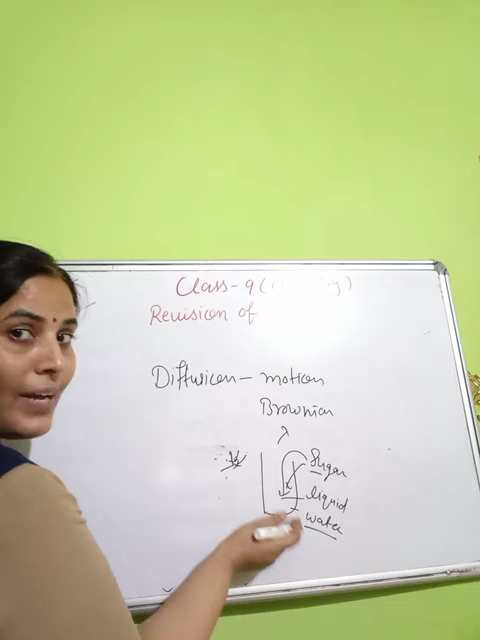 Class-9 (
Revision of
Diffusion - motion
Brownian
Sugar
liquid
water